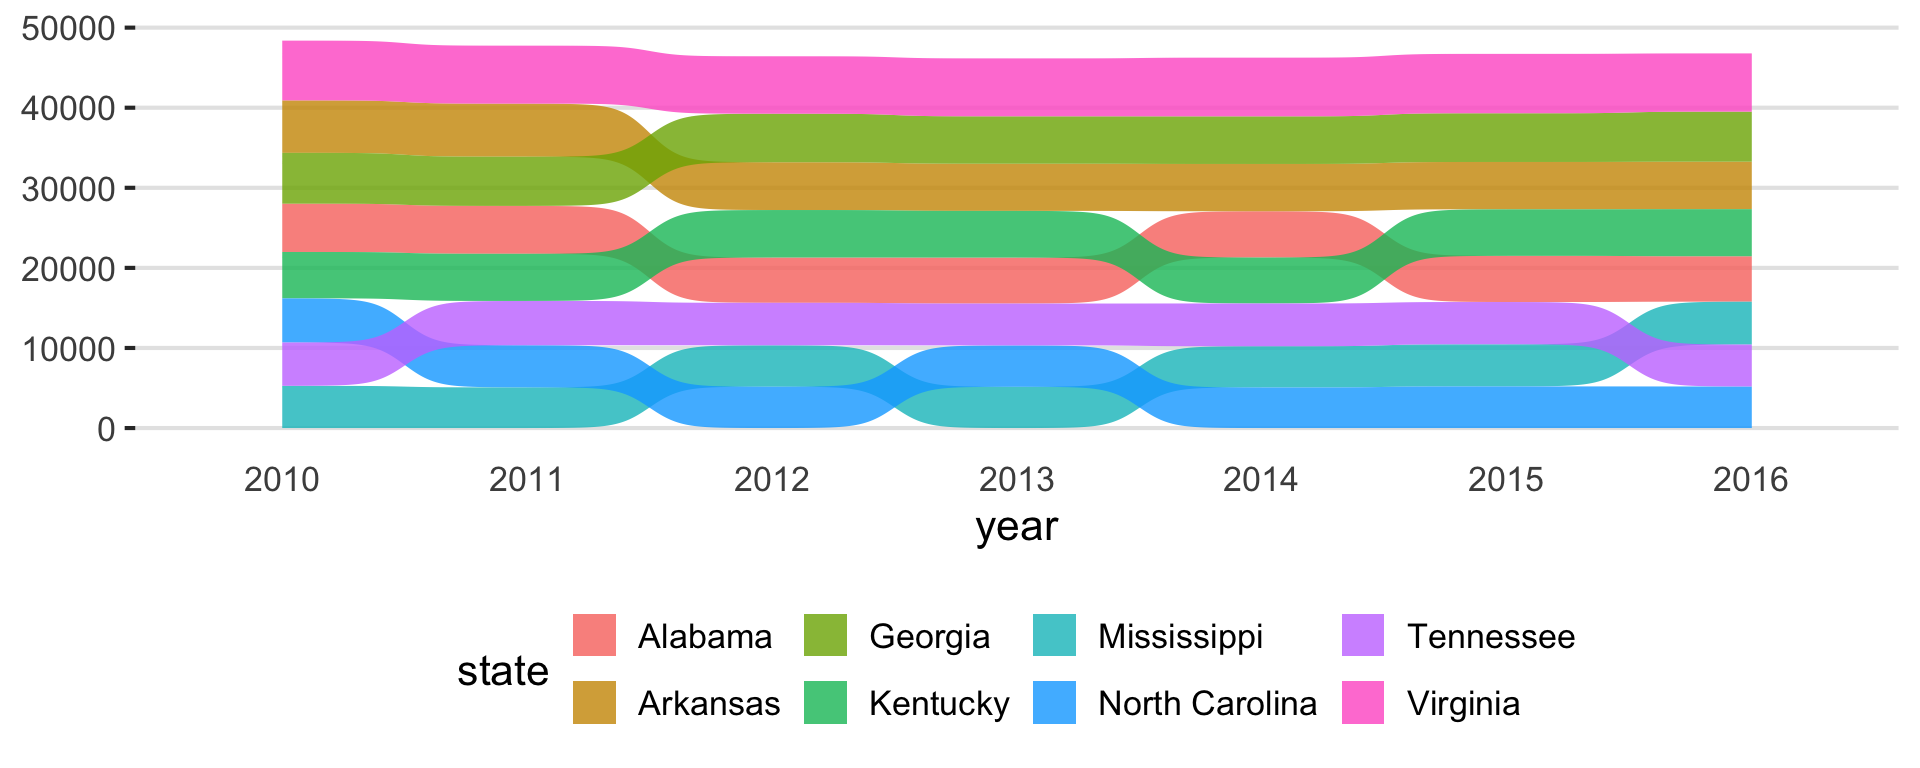 50000
40000
30000
20000
10000
0
2010 2011 2012 2013 2014 2015 2016
year
state
Alabama Georgia Mississippi Tennessee
Arkansas Kentucky North Carolina Virginia